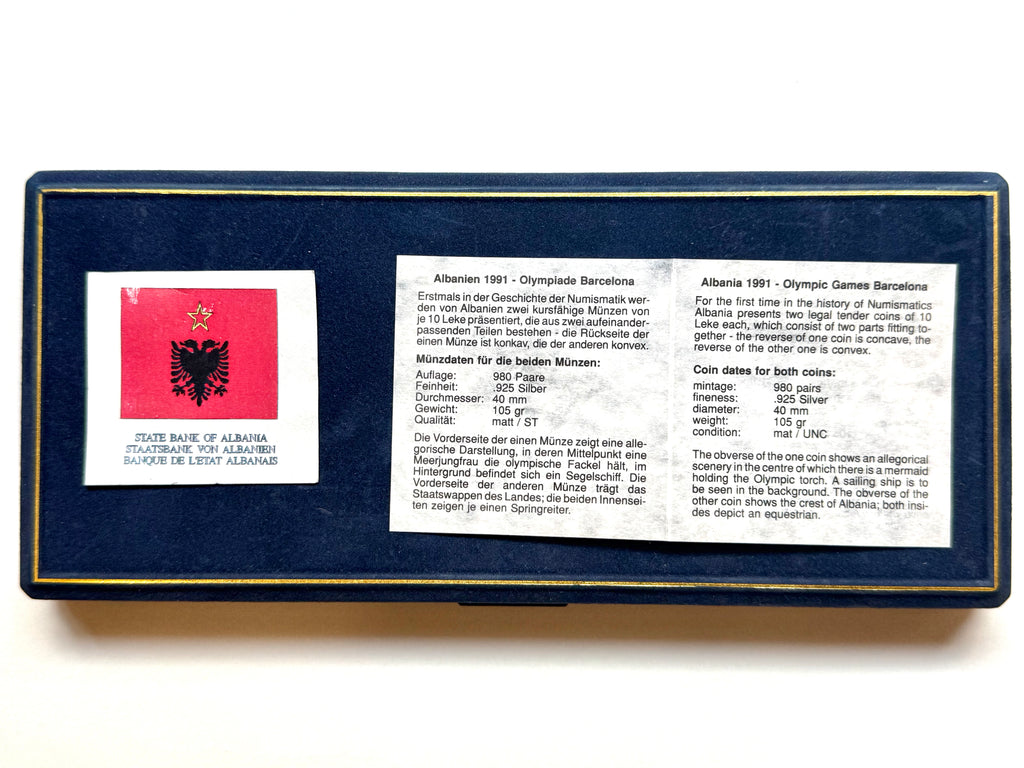 STATE BANK OF ALBANIA
STAATSBANK VON ALBANIEN
BANQUE DE L'ETAT ALBANAIS
Albanien 1991 - Olympiade Barcelona
Erstmals in der Geschichte der Numismatik wer-
den von Albanien zwei kursfähige Münzen von
je 10 Leke präsentiert, die aus zwei aufeinander-
passenden Teilen bestehen - die Rückseite der
einen Münze ist konkav, die der anderen konvex.
Münzdaten für die beiden Münzen:
Auflage: 980 Paare
Feinheit: .925 Silber
Durchmesser: 40 mm
Gewicht: 105 gr
Qualität: matt / ST
Die Vorderseite der einen Münze zeigt eine alle-
gorische Darstellung, in deren Mittelpunkt eine
Meerjungfrau die olympische Fackel hält, im
Hintergrund befindet sich ein Segelschiff. Die
Vorderseite der anderen Münze trägt das
Staatswappen des Landes; die beiden Innensei-
ten zeigen je einen Springreiter.
Albania 1991 - Olympic Games Barcelona
For the first time in the history of Numismatics
Albania presents two legal tender coins of 10
Leke each, which consist of two parts fitting to-
gether - the reverse of one coin is concave, the
reverse of the other one is convex.
Coin dates for both coins:
mintage: 980 pairs
fineness: .925 Silver
diameter: 40 mm
weight: 105 gr
condition: mat / UNC
The obverse of the one coin shows an allegorical
scenery in the centre of which there is a mermaid
holding the Olympic torch. A sailing ship is to
be seen in the background. The obverse of the
other coin shows the crest of Albania; both insi-
des depict an equestrian.